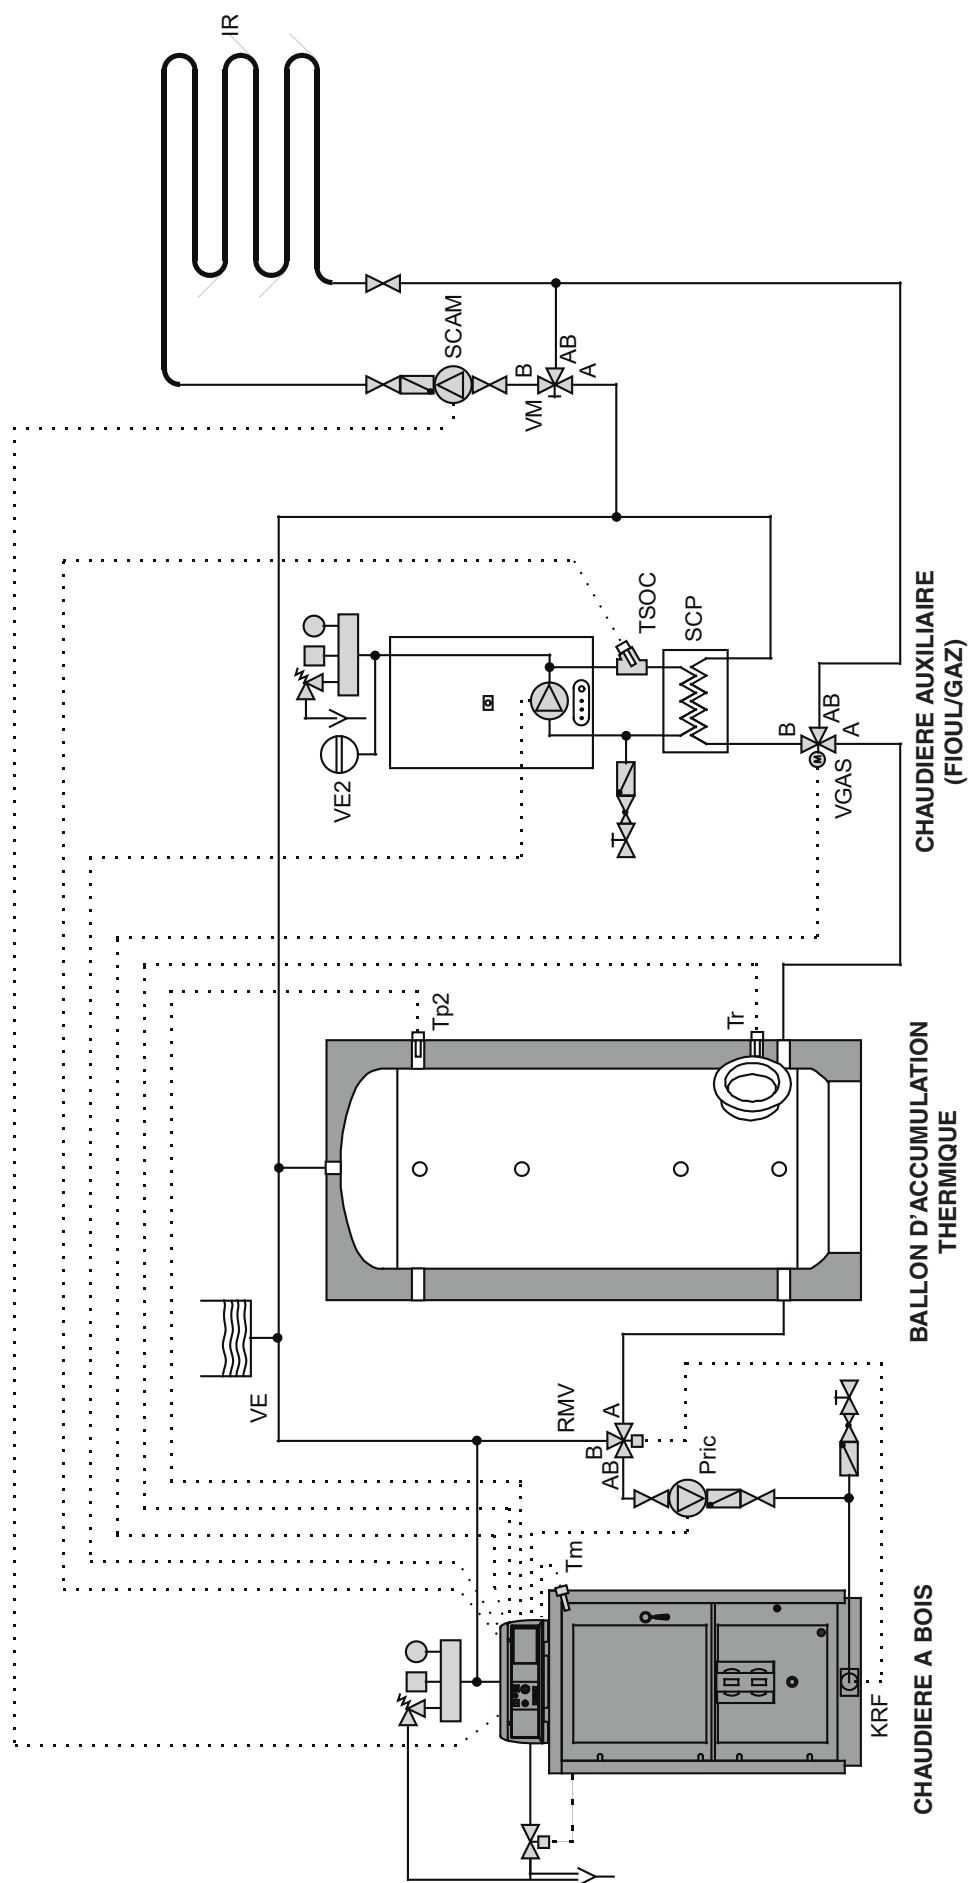 IR
SCAM
B
AB
A
VM
TSOC
SCP
VE2
B
AB
A
M
VGAS
CHAUDIERE AUXILIAIRE
(FIOUL/GAZ)
Tp2
Tr
BALLON D'ACCUMULATION
THERMIQUE
VE
RMV
B
A
AB
Pric
Tm
KRF
CHAUDIERE A BOIS